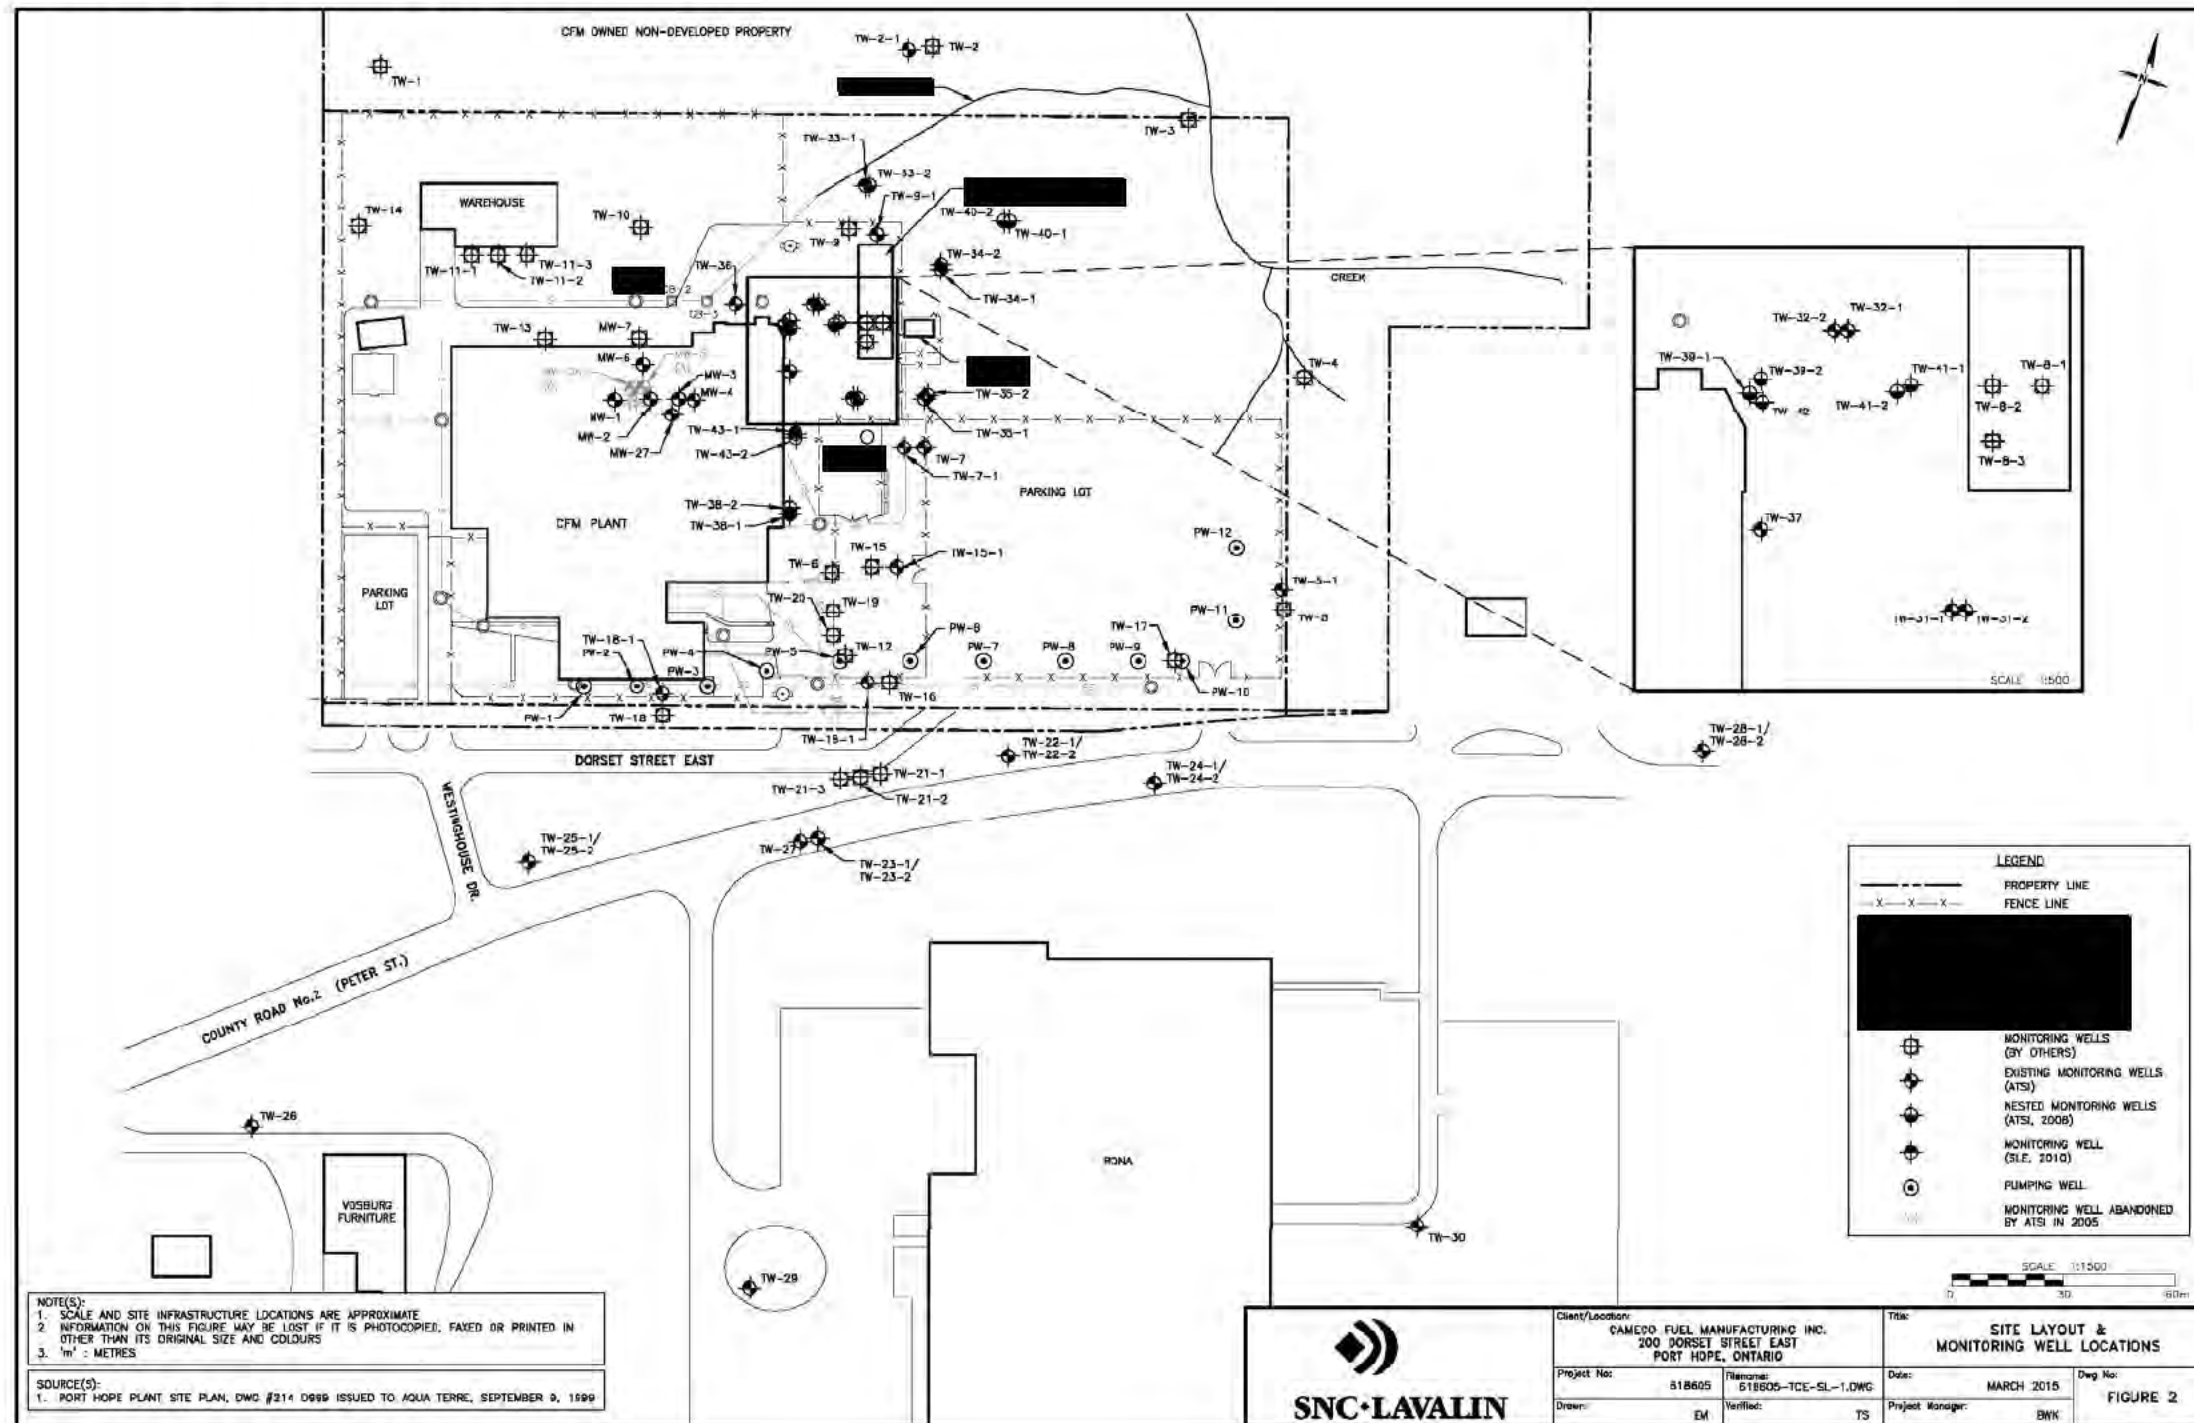 CFM OWNED NON-DEVELOPED PROPERTY
TW-2-1
TW-2
TW-1
N
TW-3
TW-33-1
TW-33-2
TW-9-1
WAREHOUSE
TW-14
TW-10
TW-9
TW-40-2
TW-40-1
TW-11-1
TW-11-3
TW-11-2
TW-36
TW-34-2
TW-34-1
CREEK
TW-13
MW-7
MW-6
MW-3
MW-4
MW-1
MW-2
MW-27
TW-4
TW-35-2
TW-35-1
TW-43-1
TW-43-2
TW-7
TW-7-1
PARKING LOT
CFM PLANT
TW-38-2
TW-38-1
PW-12
TW-15
TW-15-1
TW-6
TW-5-1
PARKING
LOT
TW-20
TW-19
PW-11
TW-18-1
PW-2
PW-4
PW-5
TW-12
PW-7
PW-8
PW-9
TW-17
PW-3
TW-16
PW-10
PW-1
TW-18
DORSET STREET EAST
TW-22-1/
TW-22-2
TW-21-1
TW-21-3
TW-21-2
TW-24-1/
TW-24-2
TW-28-1/
WESTINGHOUSE DR.
TW-25-1/
TW-25-2
TW-27
TW-23-1/
TW-23-2
COUNTY ROAD No.2 (PETER ST.)
TW-26
VOSBURG
FURNITURE
RONA
TW-29
TW-30
TW-32-2
TW-32-1
TW-39-1
TW-39-2
TW-41-1
TW-41-2
TW-8-1
TW-8-2
TW-8-3
TW-37
TW-31-1
TW-31-2
SCALE 1:500
LEGEND
PROPERTY LINE
FENCE LINE
MONITORING WELLS
(BY OTHERS)
EXISTING MONITORING WELLS
(ATSI)
NESTED MONITORING WELLS
(ATSI, 2006)
MONITORING WELL
(SLE, 2010)
PUMPING WELL
MONITORING WELL ABANDONED
BY ATSI IN 2005
SCALE 1:1500
0 30 60m
NOTE(S):
1. SCALE AND SITE INFRASTRUCTURE LOCATIONS ARE APPROXIMATE
2 INFORMATION ON THIS FIGURE MAY BE LOST IF IT IS PHOTOCOPIED, FAXED OR PRINTED IN
OTHER THAN ITS ORIGINAL SIZE AND COLOURS
3. 'm' : METRES
SOURCE(S):
1. PORT HOPE PLANT SITE PLAN, DWG #214 D999 ISSUED TO AQUA TERRE, SEPTEMBER 9, 1999
SNC•LAVALIN
Client/Location:
CAMECO FUEL MANUFACTURING INC.
200 DORSET STREET EAST
PORT HOPE, ONTARIO
Title:
SITE LAYOUT &
MONITORING WELL LOCATIONS
Project No: 618605
Filename: 618605-TCE-SL-1.DWG
Date: MARCH 2015
Dwg No:
FIGURE 2
Drawn: EM
Verified: TS
Project Manager: BWK